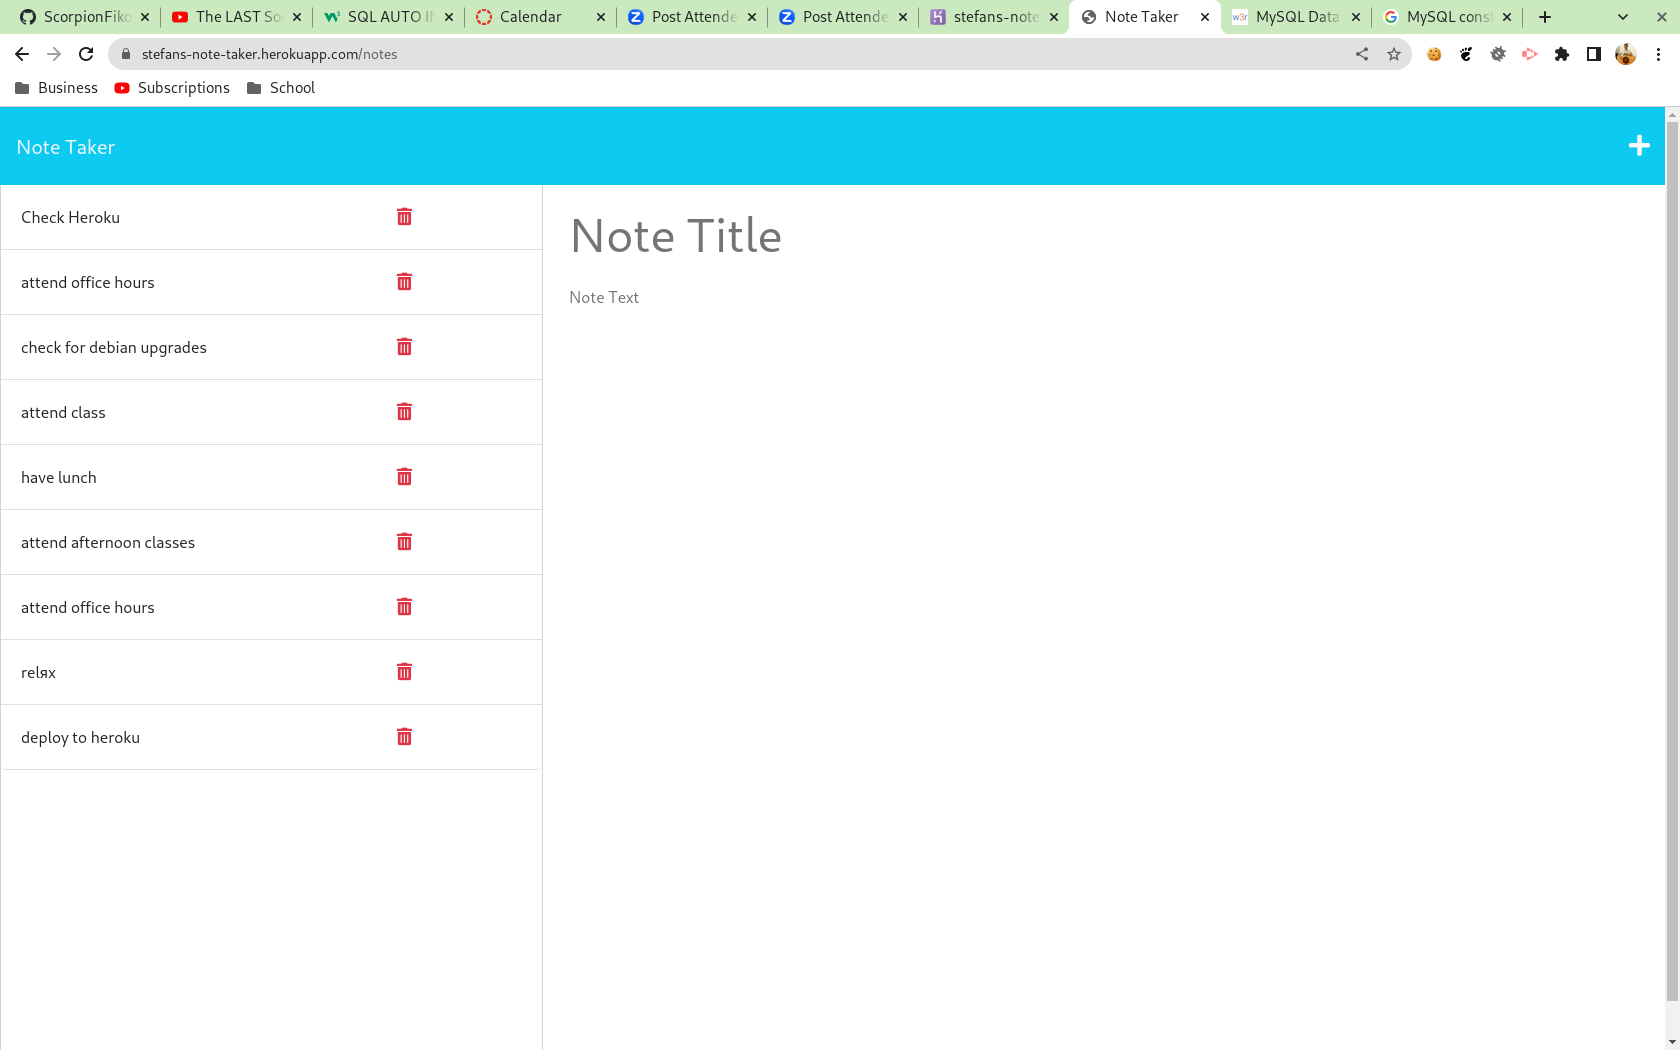 ScorpionFiko
The LAST So
SQL AUTO I
Calendar
Post Attende
Post Attende
stefans-note
Note Taker
MySQL Data
MySQL const
stefans-note-taker.herokuapp.com/notes
Business
Subscriptions
School
Note Taker
Check Heroku
attend office hours
check for debian upgrades
attend class
have lunch
attend afternoon classes
attend office hours
relяx
deploy to heroku
Note Title
Note Text